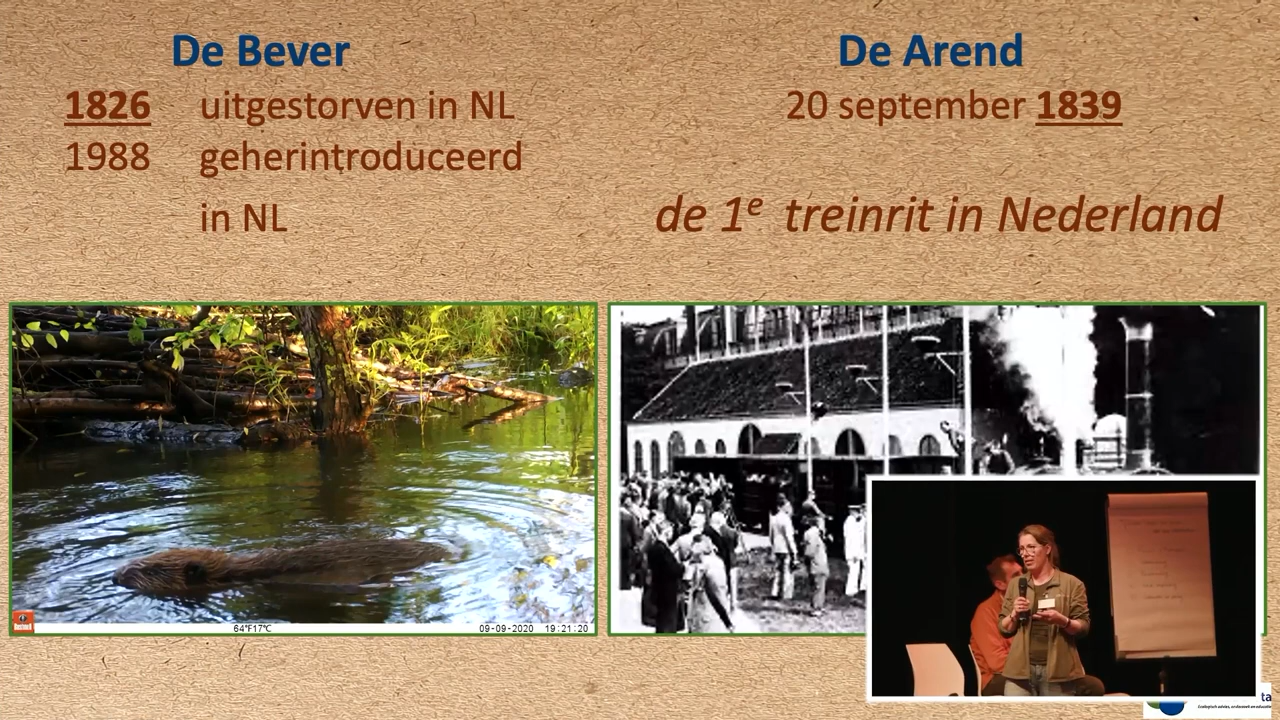 De Bever
1826 uitgestorven in NL
1988 geherintroduceerd
in NL
De Arend
20 september 1839
de 1e treinrit in Nederland
64°F17°C 09-09-2020 19:21:20
ta